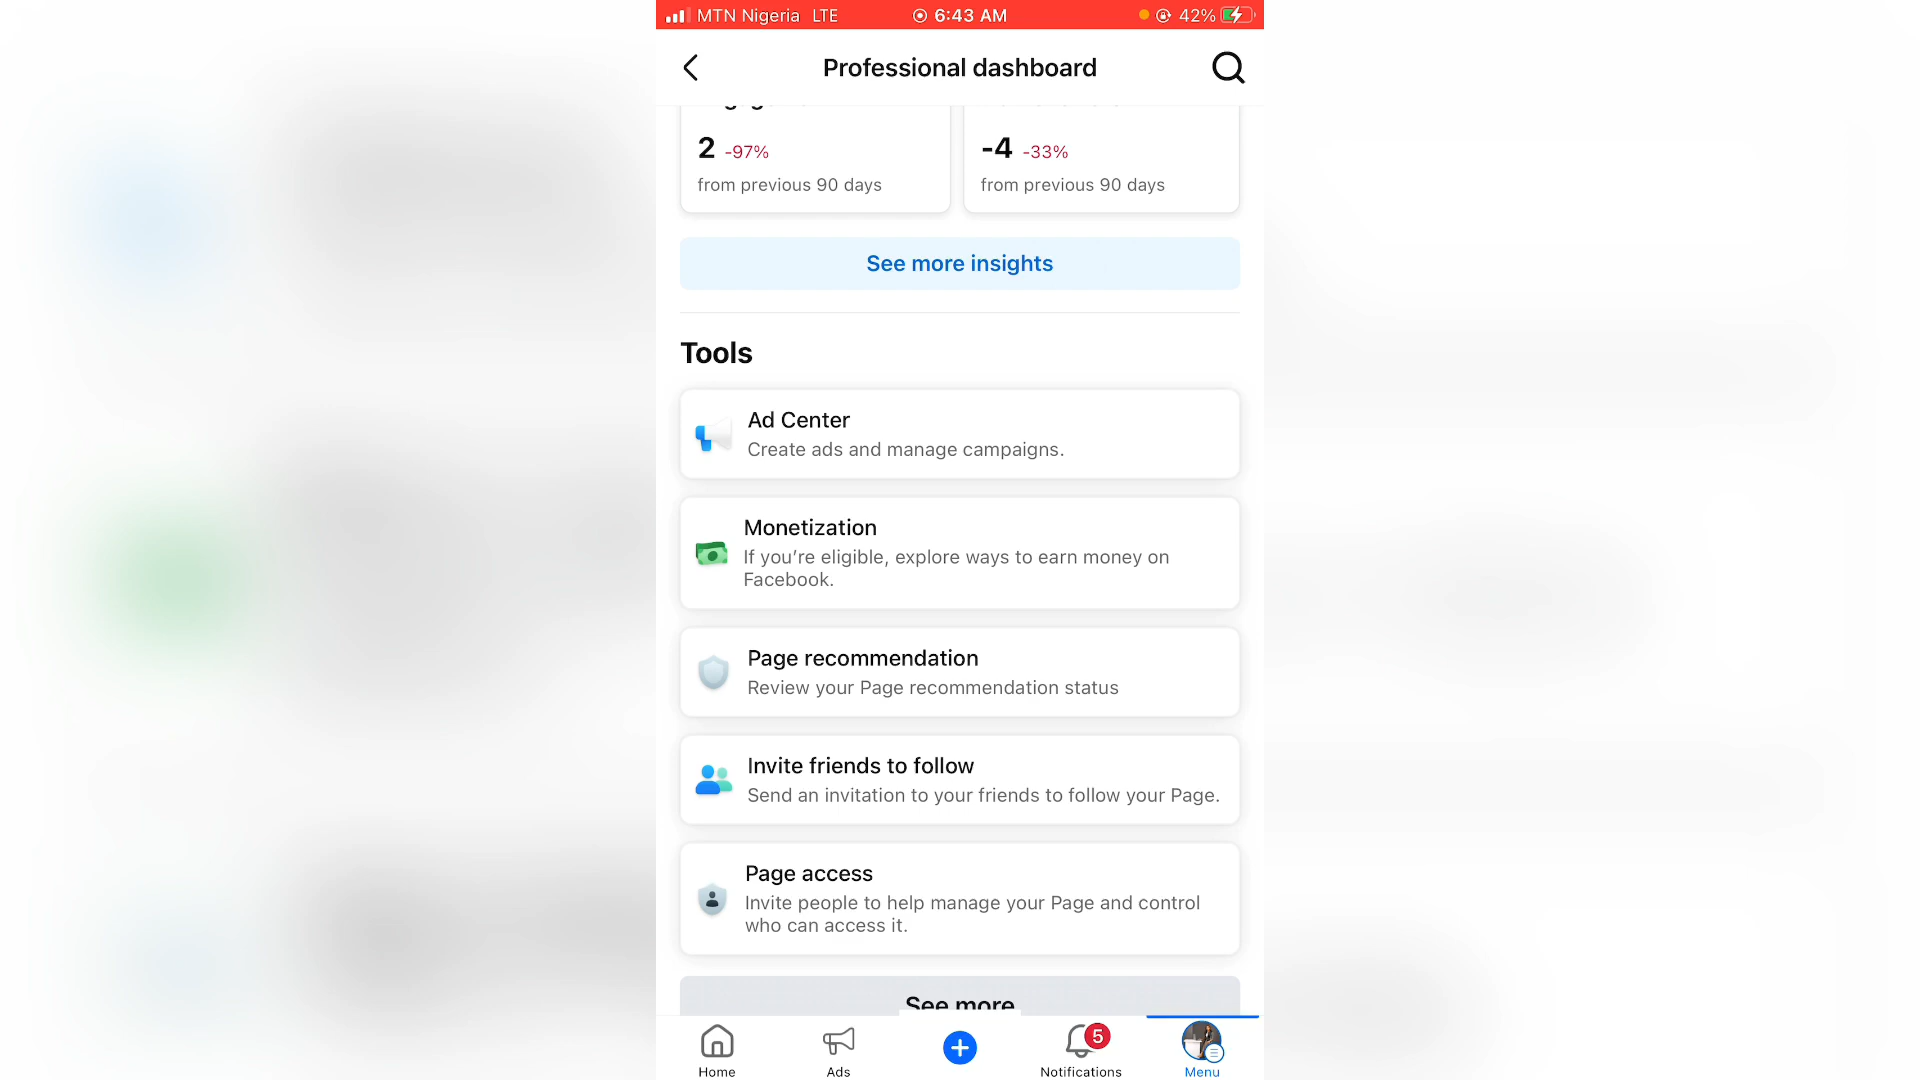 MTN Nigeria LTE 6:43 AM 42%
Professional dashboard
2 -97%
from previous 90 days
-4 -33%
from previous 90 days
See more insights
Tools
Ad Center
Create ads and manage campaigns.
Monetization
If you’re eligible, explore ways to earn money on
Facebook.
Page recommendation
Review your Page recommendation status
Invite friends to follow
Send an invitation to your friends to follow your Page.
Page access
Invite people to help manage your Page and control
who can access it.
See more
5
Home
Ads
Notifications
Menu